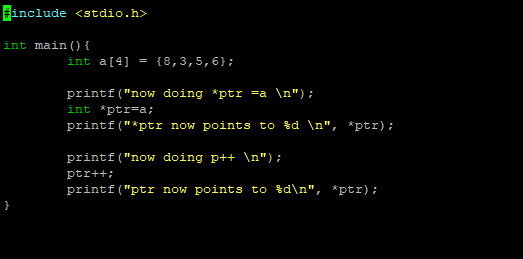 #include <stdio.h>
int main(){
int a[4] = {8,3,5,6};
printf("now doing *ptr =a \n");
int *ptr=a;
printf("*ptr now points to %d \n", *ptr);
printf("now doing p++ \n");
ptr++;
printf("ptr now points to %d\n", *ptr);
}